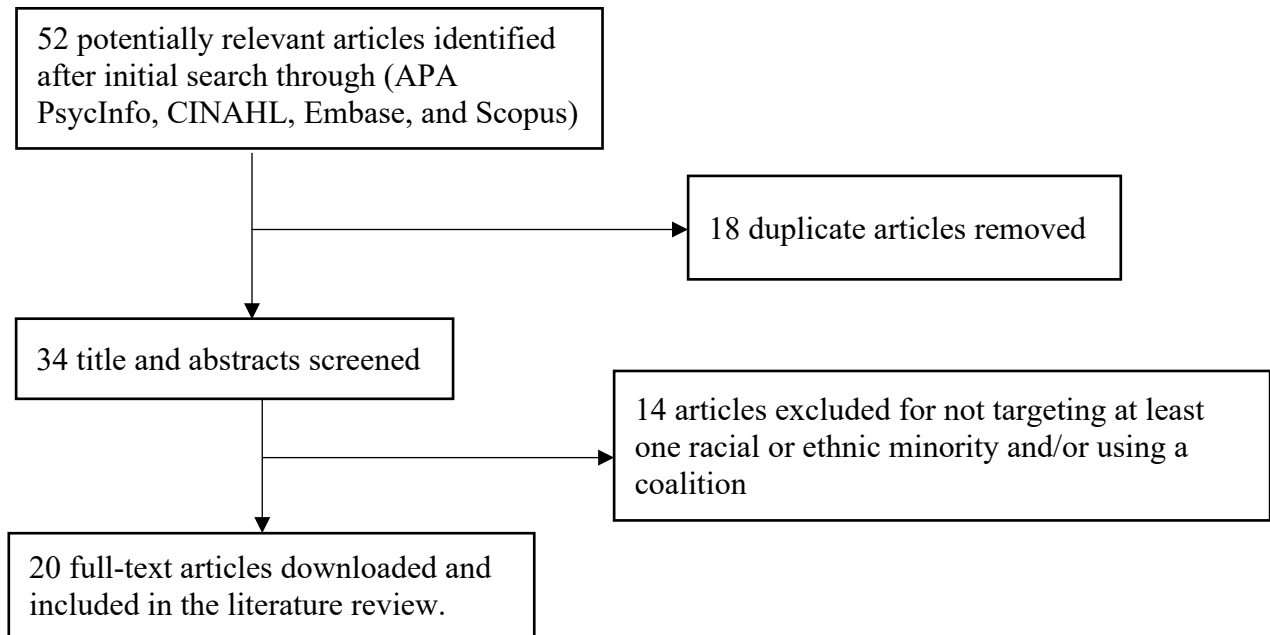 52 potentially relevant articles identified
after initial search through (APA
PsycInfo, CINAHL, Embase, and Scopus)
18 duplicate articles removed
34 title and abstracts screened
14 articles excluded for not targeting at least
one racial or ethnic minority and/or using a
coalition
20 full-text articles downloaded and
included in the literature review.